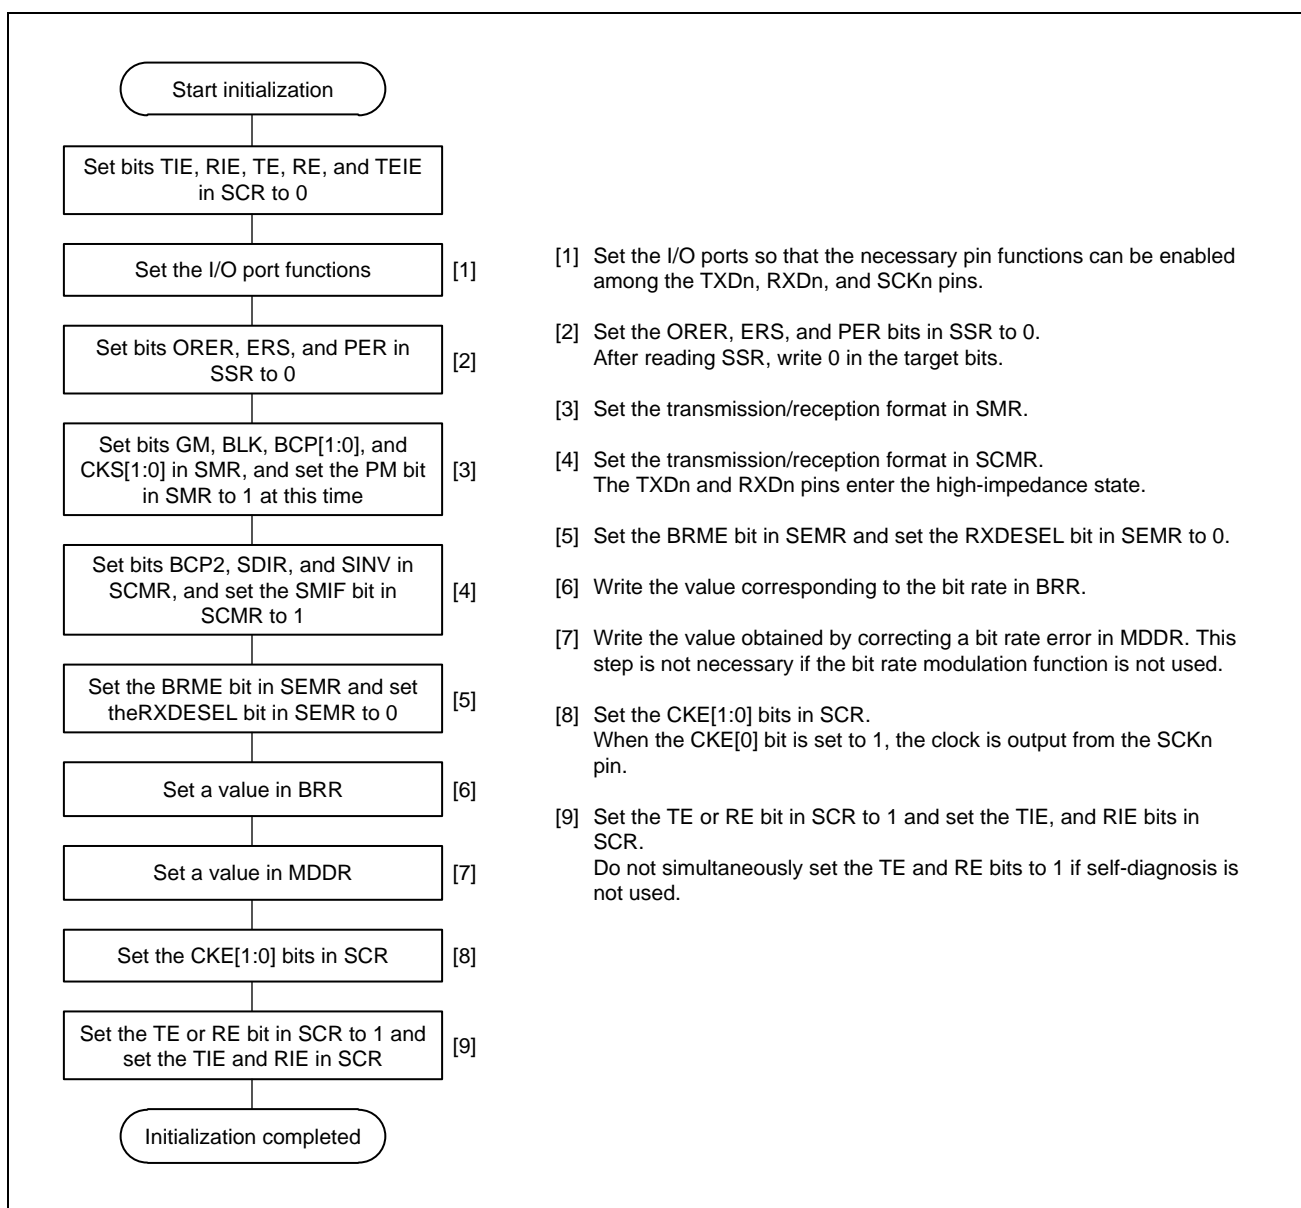 Start initialization
Set bits TIE, RIE, TE, RE, and TEIE
in SCR to 0
Set the I/O port functions
[1]
Set bits ORER, ERS, and PER in
SSR to 0
[2]
Set bits GM, BLK, BCP[1:0], and
CKS[1:0] in SMR, and set the PM bit
in SMR to 1 at this time
[3]
Set bits BCP2, SDIR, and SINV in
SCMR, and set the SMIF bit in
SCMR to 1
[4]
Set the BRME bit in SEMR and set
theRXDESEL bit in SEMR to 0
[5]
Set a value in BRR
[6]
Set a value in MDDR
[7]
Set the CKE[1:0] bits in SCR
[8]
Set the TE or RE bit in SCR to 1 and
set the TIE and RIE in SCR
[9]
Initialization completed
[1] Set the I/O ports so that the necessary pin functions can be enabled
among the TXDn, RXDn, and SCKn pins.
[2] Set the ORER, ERS, and PER bits in SSR to 0.
After reading SSR, write 0 in the target bits.
[3] Set the transmission/reception format in SMR.
[4] Set the transmission/reception format in SCMR.
The TXDn and RXDn pins enter the high-impedance state.
[5] Set the BRME bit in SEMR and set the RXDESEL bit in SEMR to 0.
[6] Write the value corresponding to the bit rate in BRR.
[7] Write the value obtained by correcting a bit rate error in MDDR. This
step is not necessary if the bit rate modulation function is not used.
[8] Set the CKE[1:0] bits in SCR.
When the CKE[0] bit is set to 1, the clock is output from the SCKn
pin.
[9] Set the TE or RE bit in SCR to 1 and set the TIE, and RIE bits in
SCR.
Do not simultaneously set the TE and RE bits to 1 if self-diagnosis is
not used.